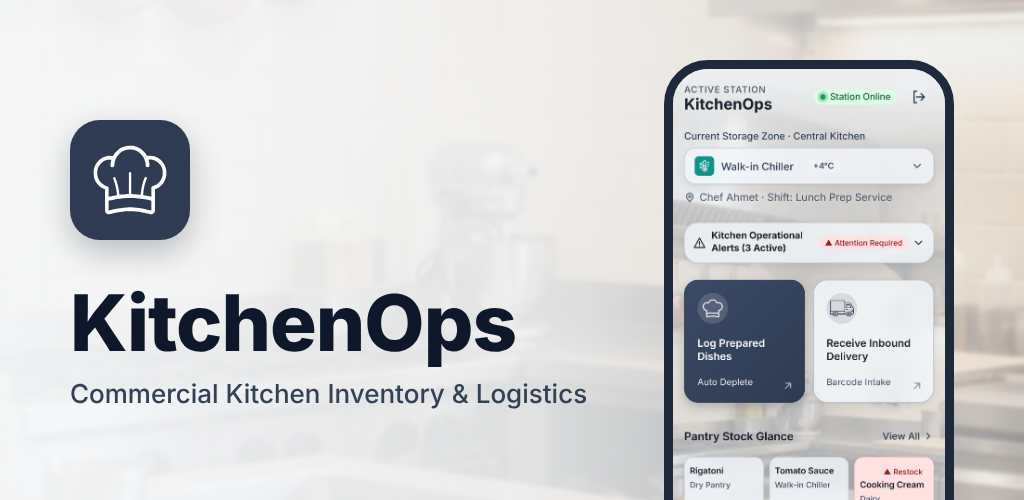 KitchenOps
Commercial Kitchen Inventory & Logistics
ACTIVE STATION
KitchenOps
Station Online
Current Storage Zone · Central Kitchen
Walk-in Chiller
+4°C
Chef Ahmet · Shift: Lunch Prep Service
Kitchen Operational
Alerts (3 Active)
Attention Required
Log Prepared
Dishes
Auto Deplete
Receive Inbound
Delivery
Barcode Intake
Pantry Stock Glance
View All
Rigatoni
Dry Pantry
Tomato Sauce
Walk-in Chiller
Restock
Cooking Cream
Dairy